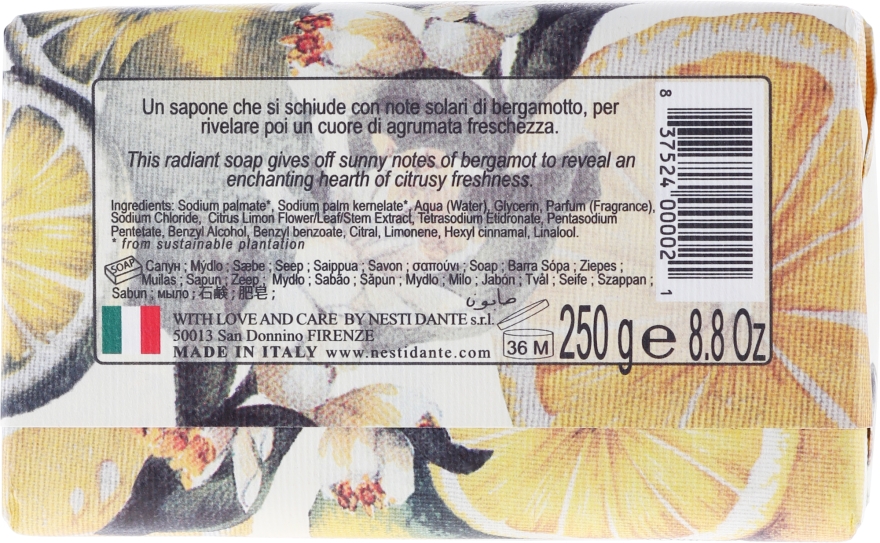 Un sapone che si schiude con note solari di bergamotto, per
rivelare poi un cuore di agrumata freschezza.
This radiant soap gives off sunny notes of bergamot to reveal an
enchanting hearth of citrusy freshness.
Ingredients: Sodium palmate*, Sodium palm kernelate*, Aqua (Water), Glycerin, Parfum (Fragrance),
Sodium Chloride, Citrus Limon Flower/Leaf/Stem Extract, Tetrasodium Etidronate, Pentasodium
Pentetate, Benzyl Alcohol, Benzyl benzoate, Citral, Limonene, Hexyl cinnamal, Linalool.
* from sustainable plantation
SOAP
Сапун ; Mýdlo ; Sæbe ; Seep ; Saippua ; Savon ; σαπούνι ; Soap ; Barra Sópa ; Ziepes ;
Muilas ; Sapun ; Zeep ; Mydło ; Sabão ; Săpun ; Mydlo ; Milo ; Jabón ; Tvål ; Seife ; Szappan ;
Sabun ; мыло ; 石鹸 ; 肥皂 ; صابون
WITH LOVE AND CARE BY NESTI DANTE s.r.l.
50013 San Donnino FIRENZE
MADE IN ITALY www.nestidante.com
36 M
250 g e 8.8 Oz
8 37524 00002 1